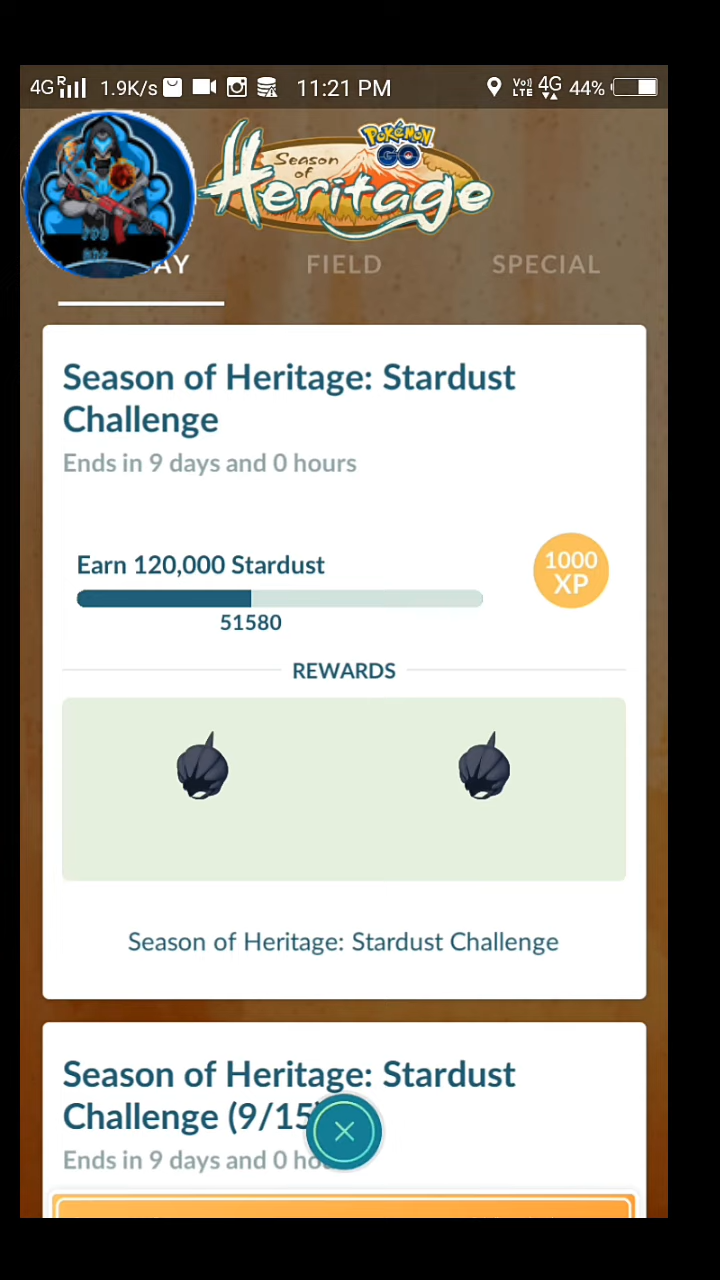 4G R 1.9K/s 11:21 PM VoLTE 4G 44%
Pokémon GO
Season of Heritage
AY FIELD SPECIAL
Season of Heritage: Stardust
Challenge
Ends in 9 days and 0 hours
Earn 120,000 Stardust
1000
XP
51580
REWARDS
Season of Heritage: Stardust Challenge
Season of Heritage: Stardust
Challenge (9/15
Ends in 9 days and 0 ho